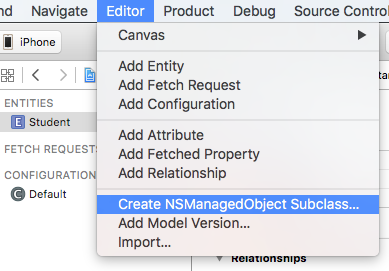 Navigate Editor Product Debug Source Contro
iPhone
Canvas
Add Entity
Add Fetch Request
Add Configuration
Add Attribute
Add Fetched Property
Add Relationship
Create NSManagedObject Subclass...
Add Model Version...
Import...
ENTITIES
E Student
FETCH REQUESTS
CONFIGURATION
C Default
Relationships